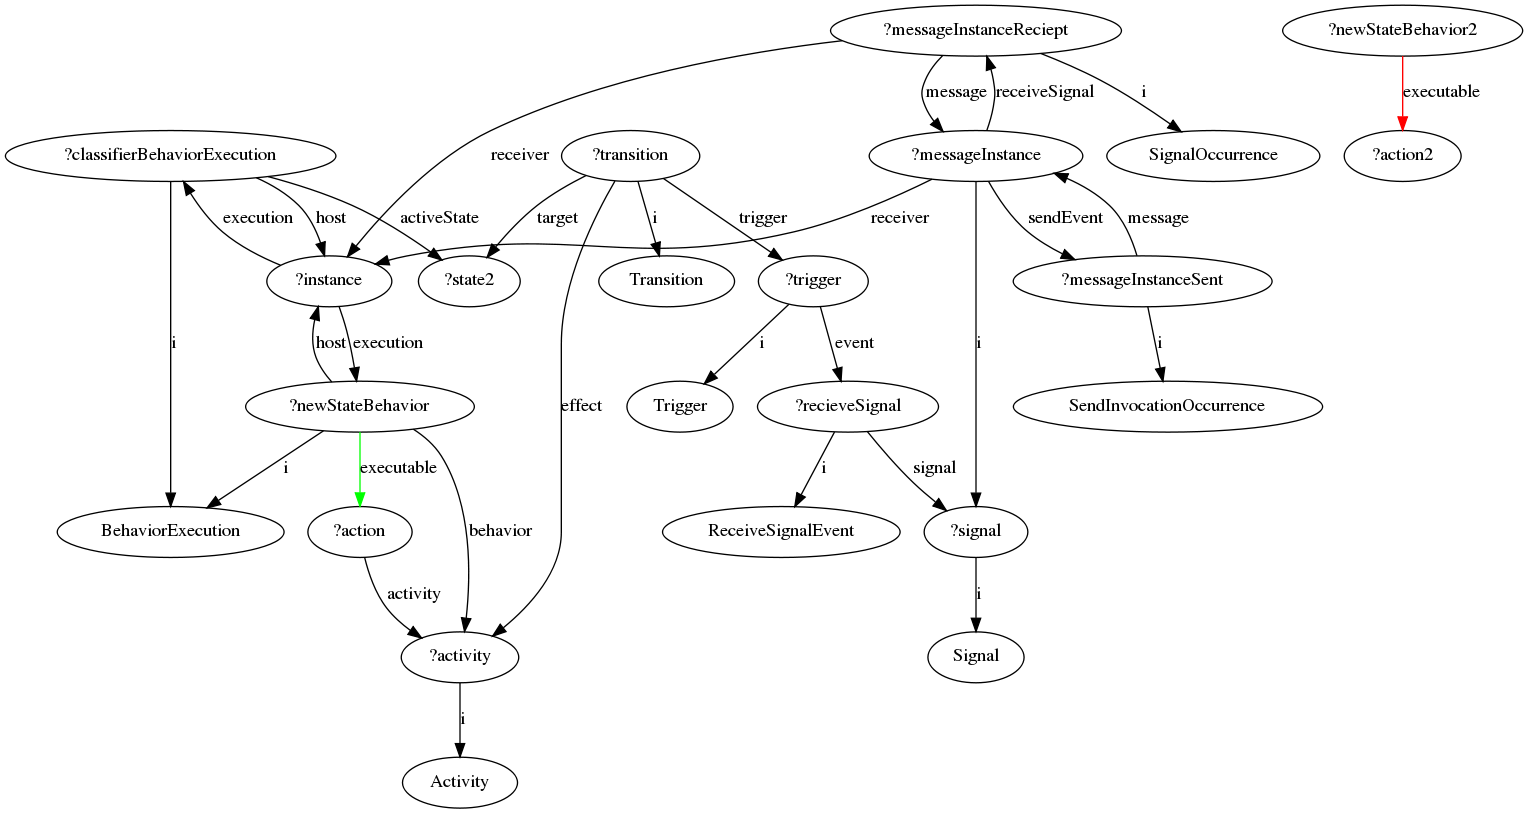 ?messageInstanceReciept
?newStateBehavior2
message
receiveSignal
i
executable
?classifierBehaviorExecution
?transition
?messageInstance
SignalOccurrence
?action2
receiver
execution
host
activeState
target
i
trigger
receiver
sendEvent
message
?instance
?state2
Transition
?trigger
?messageInstanceSent
i
host
execution
i
event
i
i
?newStateBehavior
effect
Trigger
?recieveSignal
SendInvocationOccurrence
i
executable
i
signal
BehaviorExecution
?action
behavior
ReceiveSignalEvent
?signal
activity
i
?activity
Signal
i
Activity